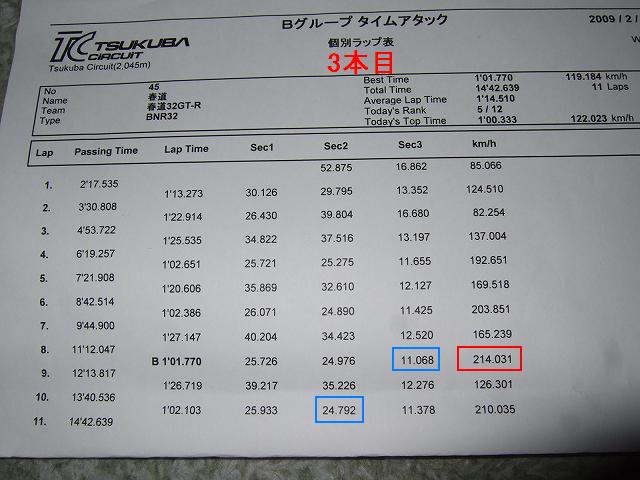 Bグループ タイムアタック
2009 / 2 /
TC TSUKUBA CIRCUIT
Tsukuba Circuit(2,045m)
個別ラップ表
W
3本目
No 45
Name 春道
Team 春道32GT-R
Type BNR32
Best Time 1'01.770 119.184 km/h
Total Time 14'42.639 11 Laps
Average Lap Time 1'14.510
Today's Rank 5 / 12
Today's Top Time 1'00.333 122.023 km/h
Lap Passing Time Lap Time Sec1 Sec2 Sec3 km/h
52.875 16.862 85.066
1. 2'17.535
1'13.273 30.126 29.795 13.352 124.510
2. 3'30.808
1'22.914 26.430 39.804 16.680 82.254
3. 4'53.722
1'25.535 34.822 37.516 13.197 137.004
4. 6'19.257
1'02.651 25.721 25.275 11.655 192.651
5. 7'21.908
1'20.606 35.869 32.610 12.127 169.518
6. 8'42.514
1'02.386 26.071 24.890 11.425 203.851
7. 9'44.900
1'27.147 40.204 34.423 12.520 165.239
8. 11'12.047
B 1'01.770 25.726 24.976 11.068 214.031
9. 12'13.817
1'26.719 39.217 35.226 12.276 126.301
10. 13'40.536
1'02.103 25.933 24.792 11.378 210.035
11. 14'42.639